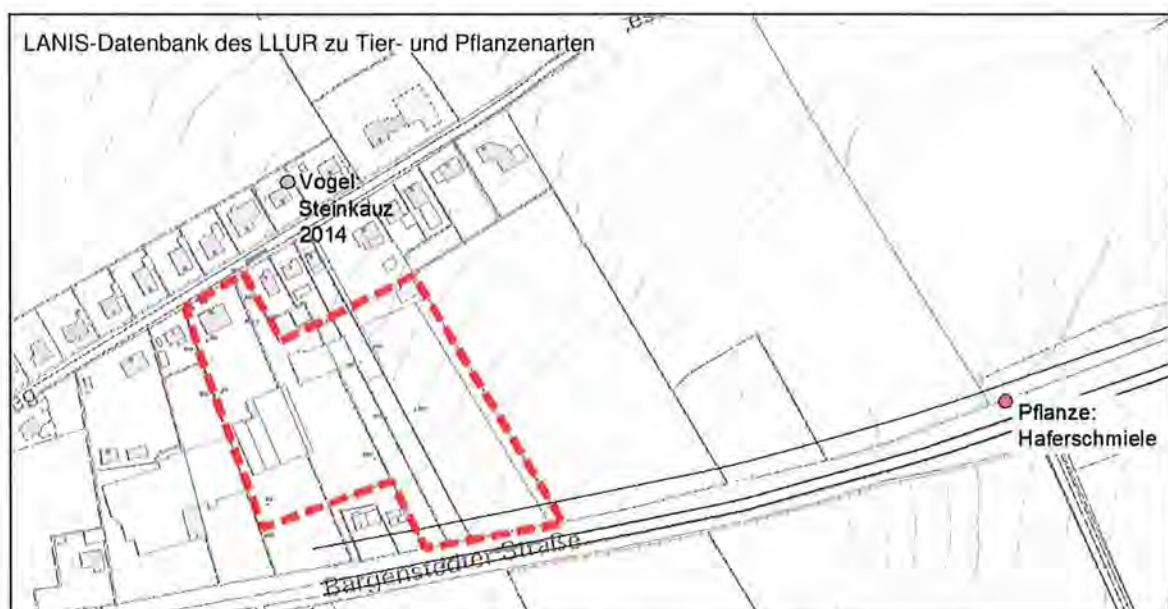 LANIS-Datenbank des LLUR zu Tier- und Pflanzenarten
Vogel:
Steinkauz
2014
Pflanze:
Haferschmiele
Bargenstedter Straße